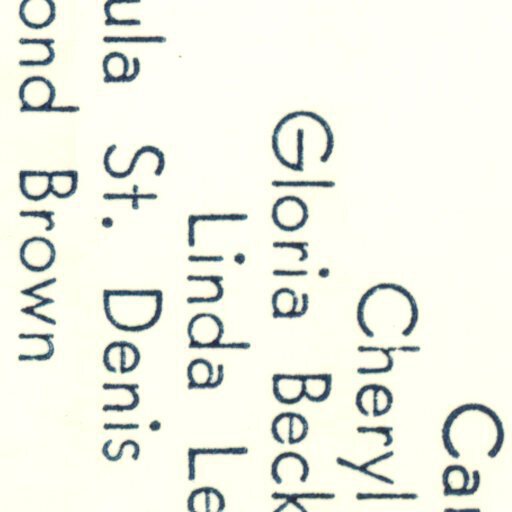 Ca
Cheryl
Gloria Beck
Linda Le
ula St. Denis
ond Brown